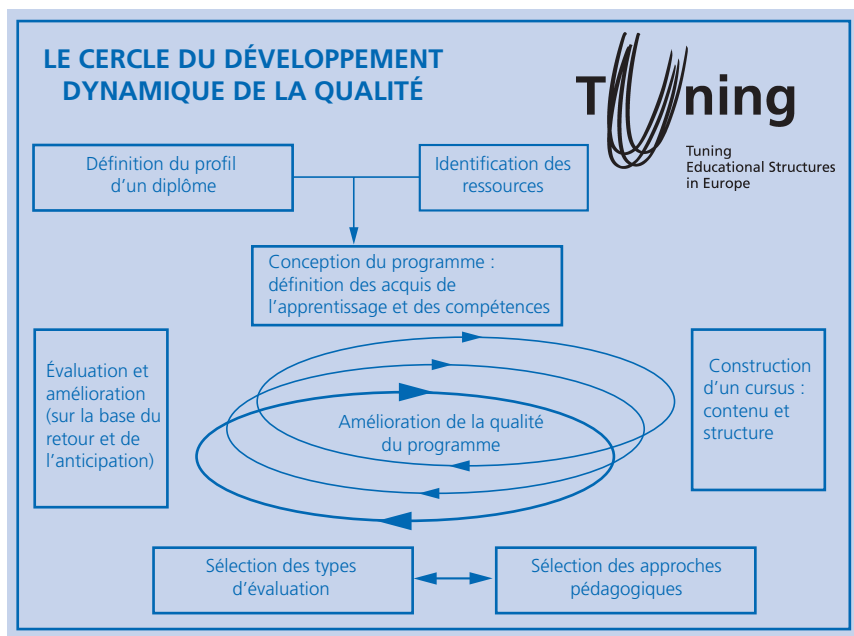 LE CERCLE DU DÉVELOPPEMENT
DYNAMIQUE DE LA QUALITÉ
Tuning
Tuning
Educational Structures
in Europe
Définition du profil
d’un diplôme
Identification des
ressources
Conception du programme :
définition des acquis de
l’apprentissage et des compétences
Évaluation et
amélioration
(sur la base du
retour et de
l’anticipation)
Amélioration de la qualité
du programme
Construction
d’un cursus :
contenu et
structure
Sélection des types
d’évaluation
Sélection des approches
pédagogiques